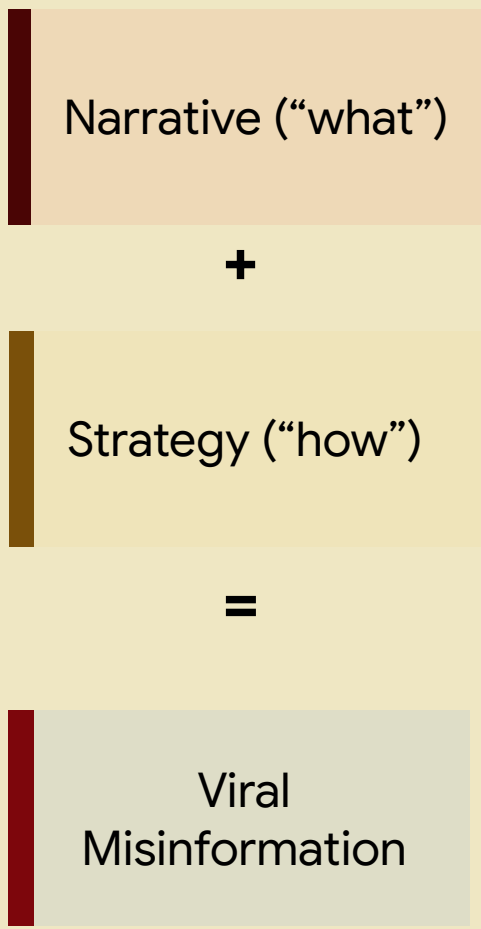 Narrative (“what”)
+
Strategy (“how”)
=
Viral
Misinformation